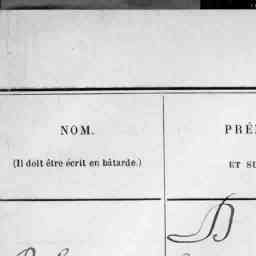 NOM.
(Il doit être écrit en bâtarde.)
PRÉ
ET SU
D